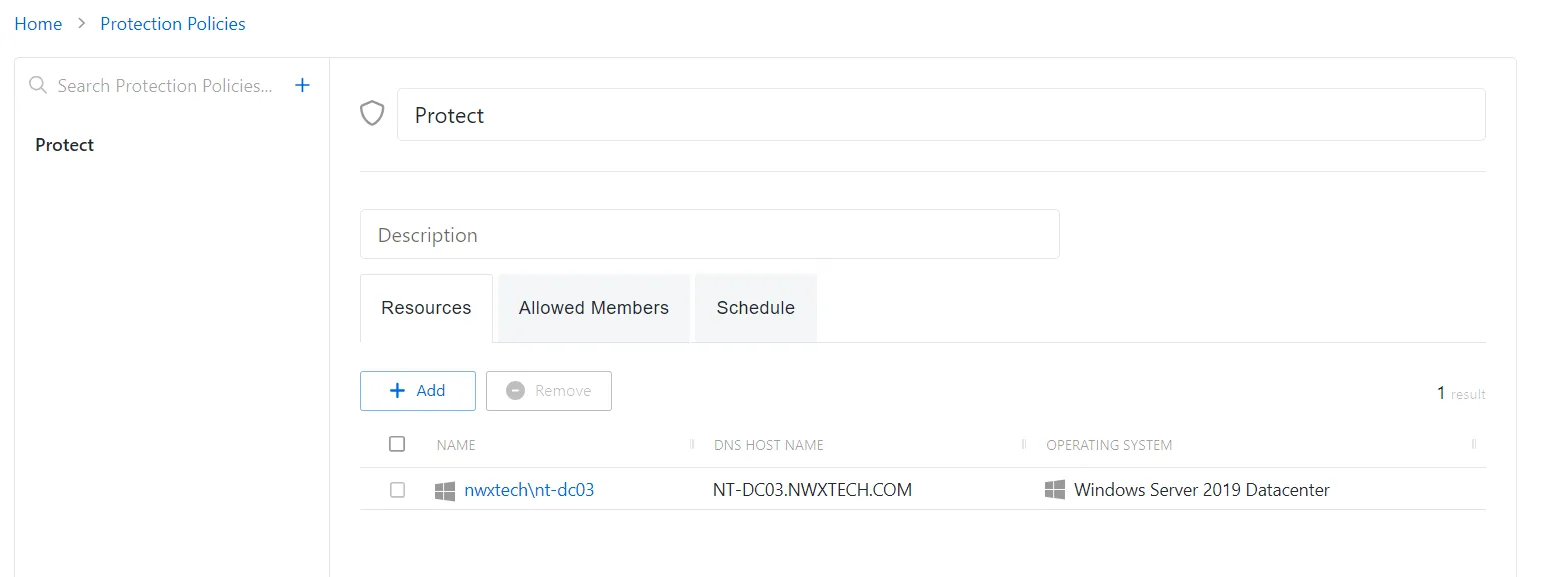 Home > Protection Policies
Search Protection Policies... +
Protect
Protect
Description
Resources Allowed Members Schedule
+ Add Remove 1 result
NAME DNS HOST NAME OPERATING SYSTEM
nwxtech\nt-dc03 NT-DC03.NWXTECH.COM Windows Server 2019 Datacenter